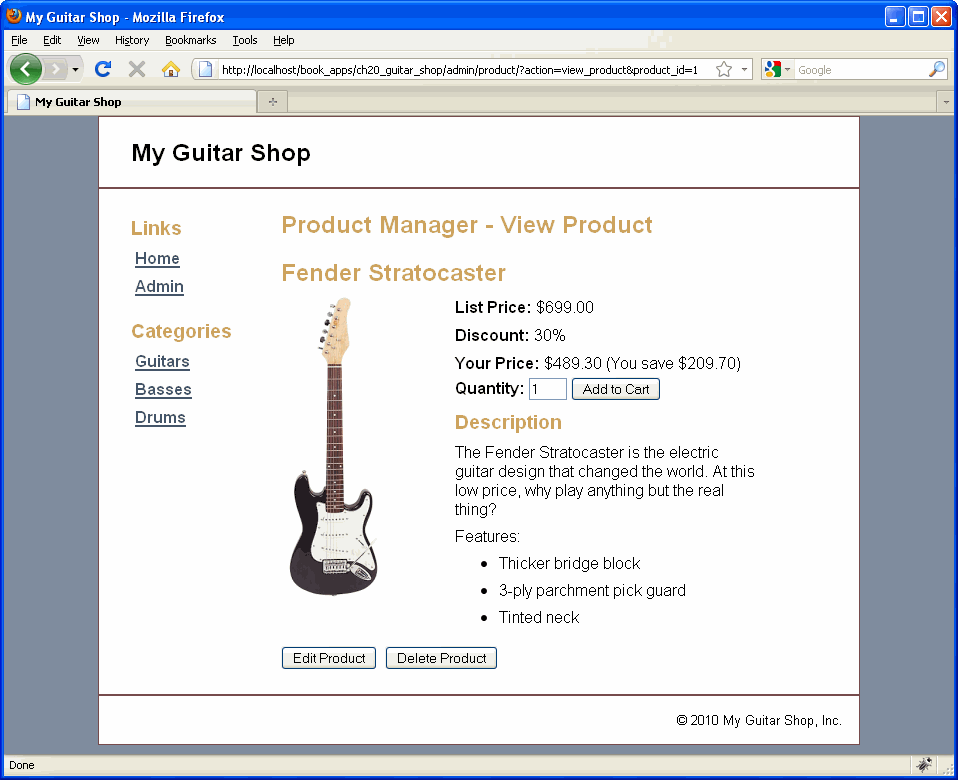 My Guitar Shop - Mozilla Firefox
File Edit View History Bookmarks Tools Help
http://localhost/book_apps/ch20_guitar_shop/admin/product/?action=view_product&product_id=1
Google
My Guitar Shop
My Guitar Shop
Links
Home
Admin
Categories
Guitars
Basses
Drums
Product Manager - View Product
Fender Stratocaster
List Price: $699.00
Discount: 30%
Your Price: $489.30 (You save $209.70)
Quantity: 1 Add to Cart
Description
The Fender Stratocaster is the electric
guitar design that changed the world. At this
low price, why play anything but the real
thing?
Features:
• Thicker bridge block
• 3-ply parchment pick guard
• Tinted neck
Edit Product Delete Product
© 2010 My Guitar Shop, Inc.
Done